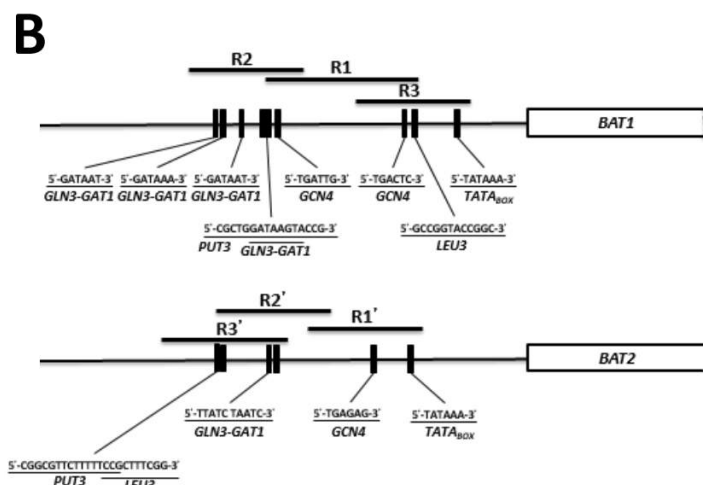 B
R2
R1
R3
BAT1
5´-GATAAT-3´ 5´-GATAAA-3´ 5´-GATAAT-3´ 5´-TGATTG-3´ 5´-TGACTC-3´ 5´-TATAAA-3´
GLN3-GAT1 GLN3-GAT1 GLN3-GAT1 GCN4 GCN4 TATABOX
5´-CGCTGGATAAGTACCG-3´ 5´-GCCGGTACCGGC-3´
PUT3 GLN3-GAT1 LEU3
R2´
R1´
R3´
BAT2
5´-TTATC TAATC-3´ 5´-TGAGAG-3´ 5´-TATAAA-3´
GLN3-GAT1 GCN4 TATABOX
5´-CGGCGTTCTTTTTCCGCTTTCGG-3´
PUT3 LEU3